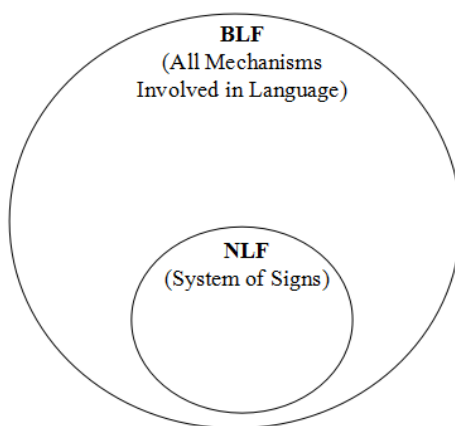 BLF
(All Mechanisms
Involved in Language)
NLF
(System of Signs)